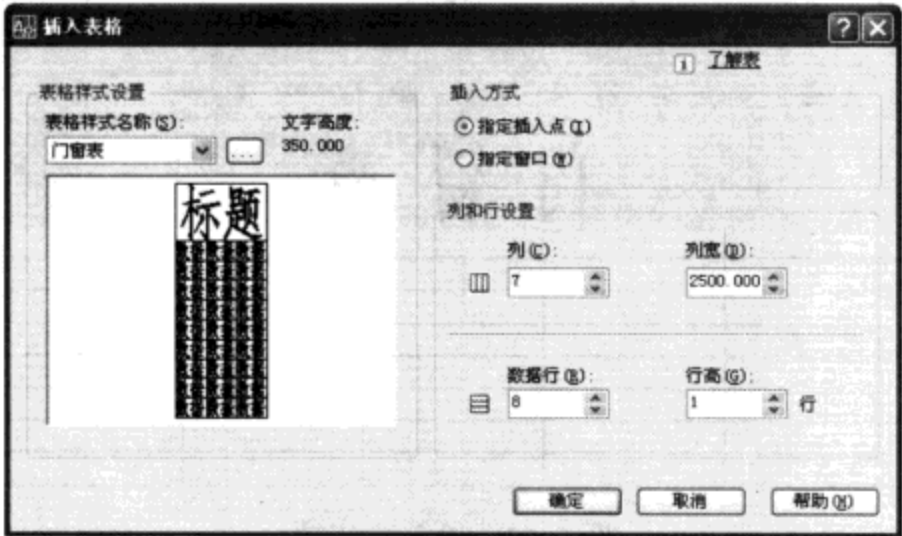 插入表格
了解表
表格样式设置
表格样式名称(S):
文字高度:
门窗表
...
350.000
标题
插入方式
指定插入点(I)
指定窗口(W)
列和行设置
列(C):
列宽(D):
7
2500.000
数据行(R):
行高(G):
8
1
行
确定
取消
帮助(H)